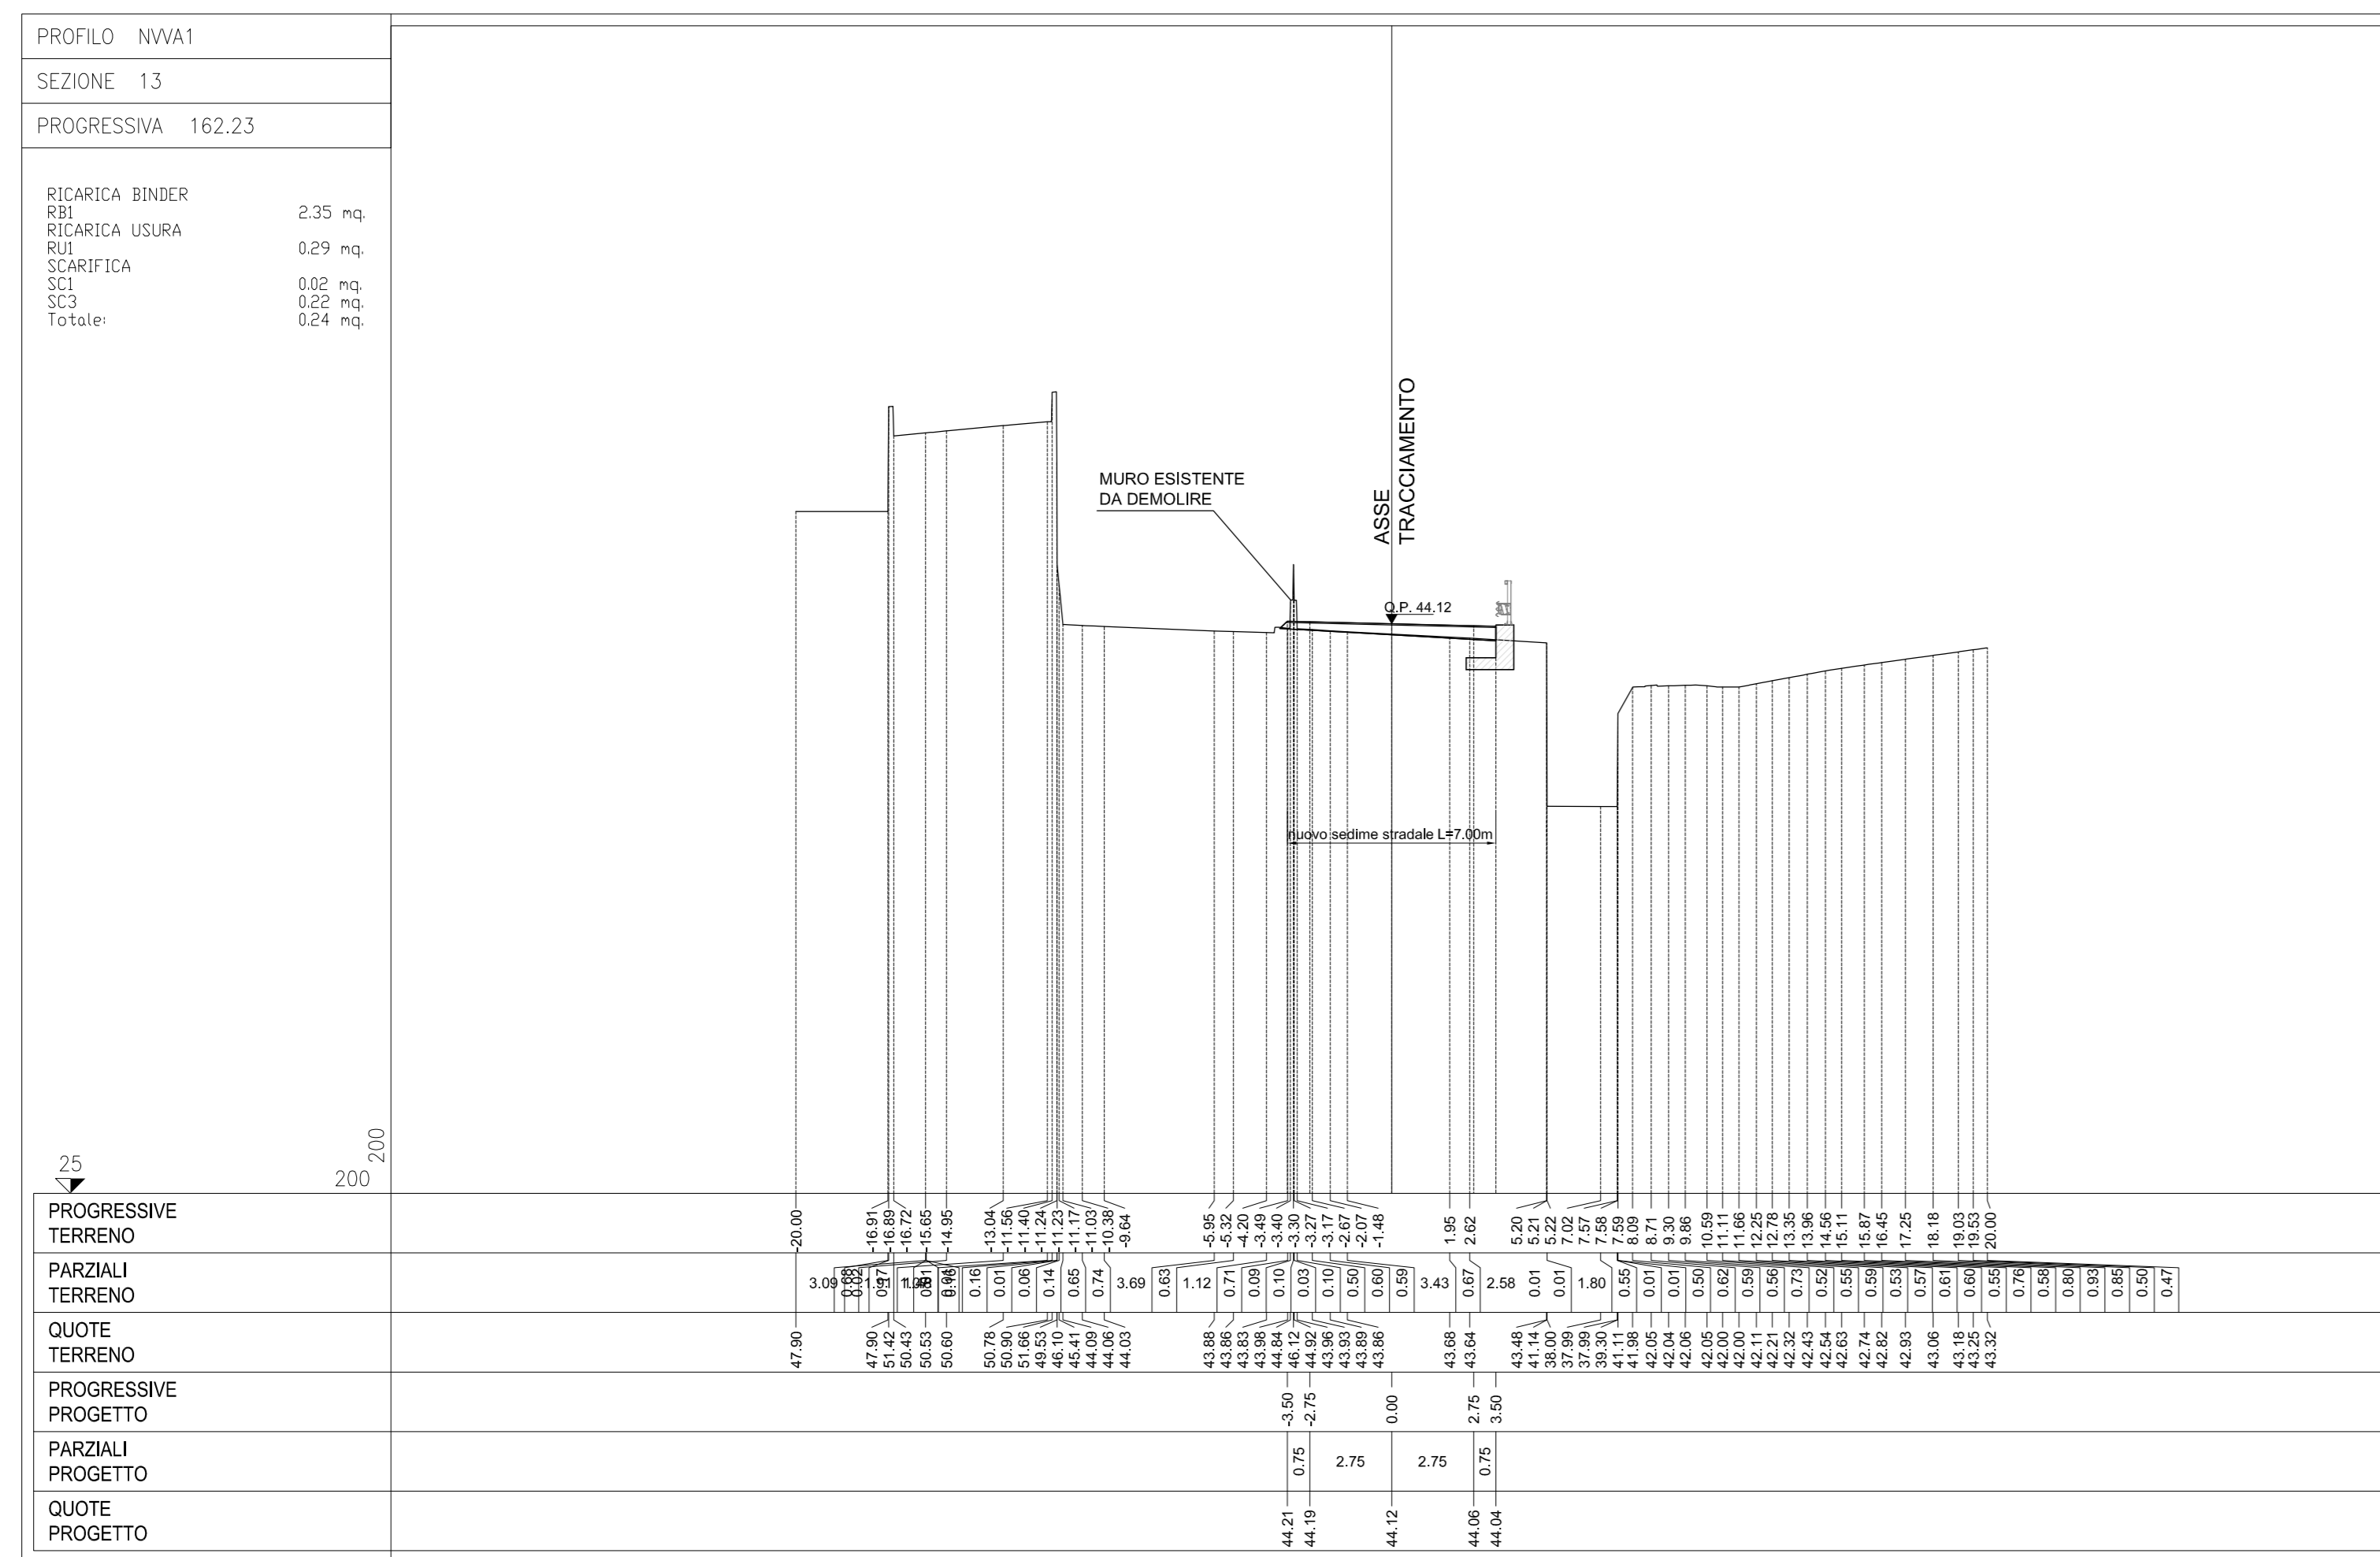 PROFILO NVVA1
SEZIONE 13
PROGRESSIVA 162.23
RICARICA BINDER
RB1 2.35 mq.
RICARICA USURA
RU1 0.29 mq.
SCARIFICA
SC1 0.02 mq.
SC3 0.22 mq.
Totale: 0.24 mq.
MURO ESISTENTE
DA DEMOLIRE
ASSE
TRACCIAMENTO
Q.P. 44.12
nuovo sedime stradale L=7.00m
25
200
200
PROGRESSIVE
TERRENO
-20.00 -16.91 -16.89 -16.72 -15.65 -14.95 -13.04 -11.56 -11.40 -11.24 -11.23 -11.17 -11.03 -10.38 -9.64 -5.95 -5.32 -4.20 -3.49 -3.40 -3.30 -3.27 -3.17 -2.67 -2.07 -1.48 1.95 2.62 5.20 5.21 5.22 7.02 7.57 7.58 7.59 8.09 8.71 9.30 9.86 10.59 11.11 11.66 12.25 12.78 13.35 13.96 14.56 15.11 15.87 16.45 17.25 18.18 19.03 19.53 20.00
PARZIALI
TERRENO
3.09 0.02 0.16 0.01 0.06 0.14 0.65 0.74 3.69 0.63 1.12 0.71 0.09 0.10 0.03 0.10 0.50 0.60 0.59 3.43 0.67 2.58 0.01 0.01 1.80 0.55 0.01 0.01 0.50 0.62 0.59 0.56 0.73 0.52 0.55 0.59 0.53 0.57 0.61 0.60 0.55 0.76 0.58 0.80 0.93 0.85 0.50 0.47
QUOTE
TERRENO
47.90 47.90 51.42 50.43 50.53 50.60 50.78 50.90 51.66 49.53 46.10 45.41 44.09 44.06 44.03 43.88 43.86 43.83 43.98 44.84 46.12 44.92 43.96 43.93 43.89 43.86 43.68 43.64 43.48 41.14 38.00 37.99 37.99 39.30 41.11 41.98 42.05 42.04 42.06 42.05 42.00 42.00 42.11 42.21 42.32 42.43 42.54 42.63 42.74 42.82 42.93 43.06 43.18 43.25 43.32
PROGRESSIVE
PROGETTO
-3.50 -2.75 0.00 2.75 3.50
PARZIALI
PROGETTO
0.75 2.75 2.75 0.75
QUOTE
PROGETTO
44.21 44.19 44.12 44.06 44.04